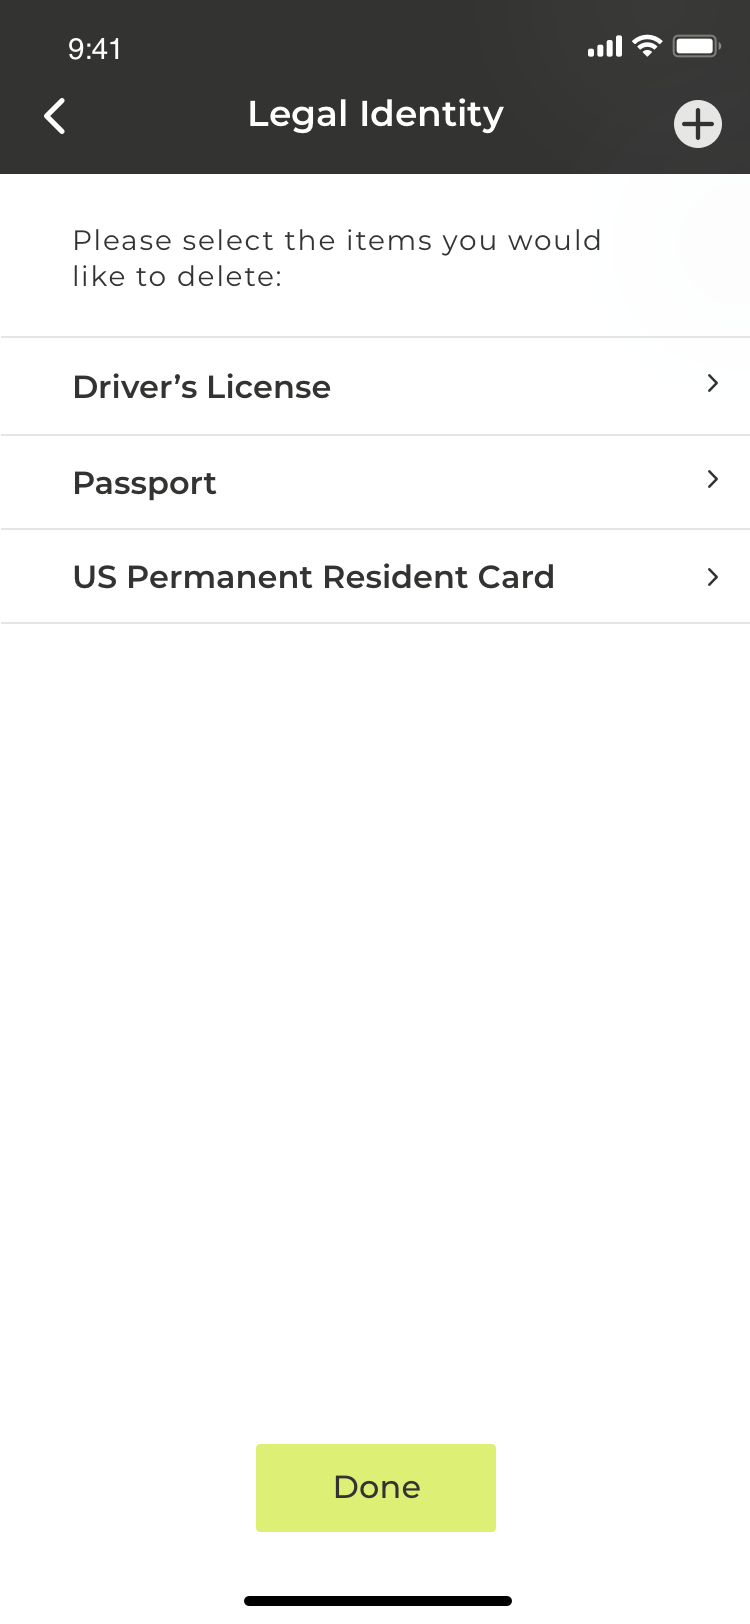 9:41
Legal Identity
Please select the items you would
like to delete:
Driver’s License
Passport
US Permanent Resident Card
Done